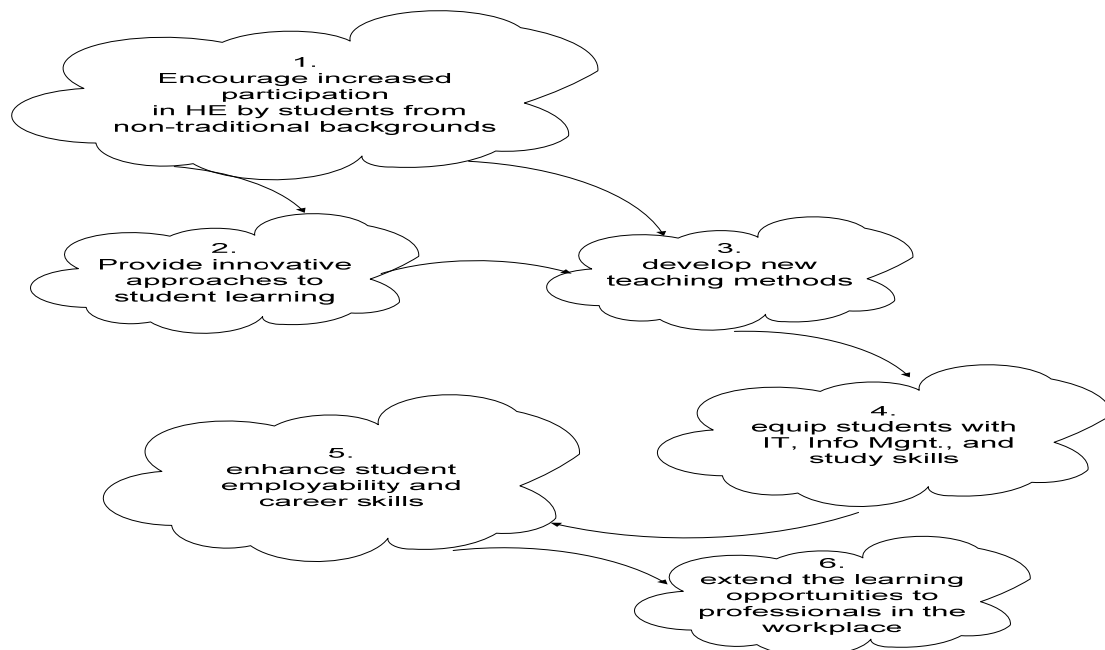 1.
Encourage increased
participation
in HE by students from
non-traditional backgrounds
2.
Provide innovative
approaches to
student learning
3.
develop new
teaching methods
4.
equip students with
IT, Info Mgnt., and
study skills
5.
enhance student
employability and
career skills
6.
extend the learning
opportunities to
professionals in the
workplace